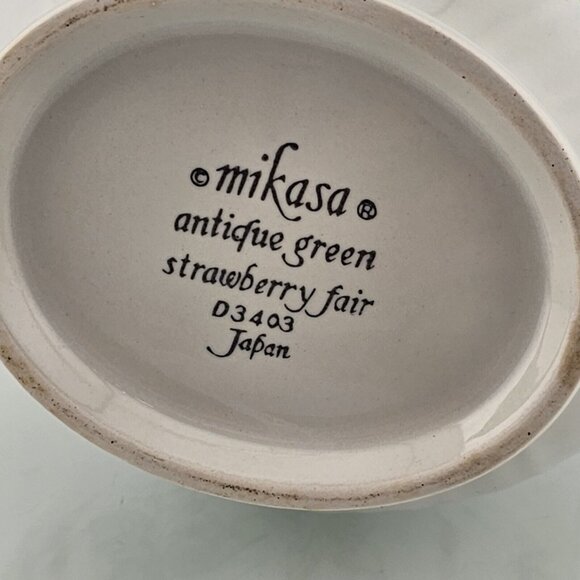 ©mikasa®
antique green
strawberry fair
D3403
Japan